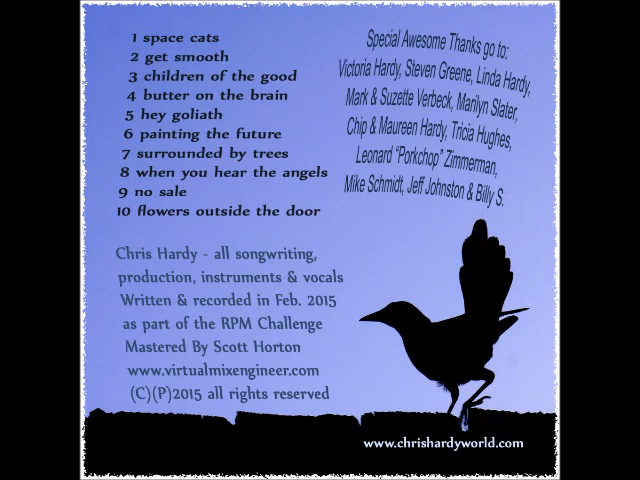 1 space cats
2 get smooth
3 children of the good
4 butter on the brain
5 hey goliath
6 painting the future
7 surrounded by trees
8 when you hear the angels
9 no sale
10 flowers outside the door
Special Awesome Thanks go to:
Victoria Hardy, Steven Greene, Linda Hardy,
Mark & Suzette Verbeck, Marilyn Slater,
Chip & Maureen Hardy, Tricia Hughes,
Leonard "Porkchop" Zimmerman,
Mike Schmidt, Jeff Johnston & Billy S.
Chris Hardy - all songwriting,
production, instruments & vocals
Written & recorded in Feb. 2015
as part of the RPM Challenge
Mastered By Scott Horton
www.virtualmixengineer.com
(C)(P)2015 all rights reserved
www.chrishardyworld.com